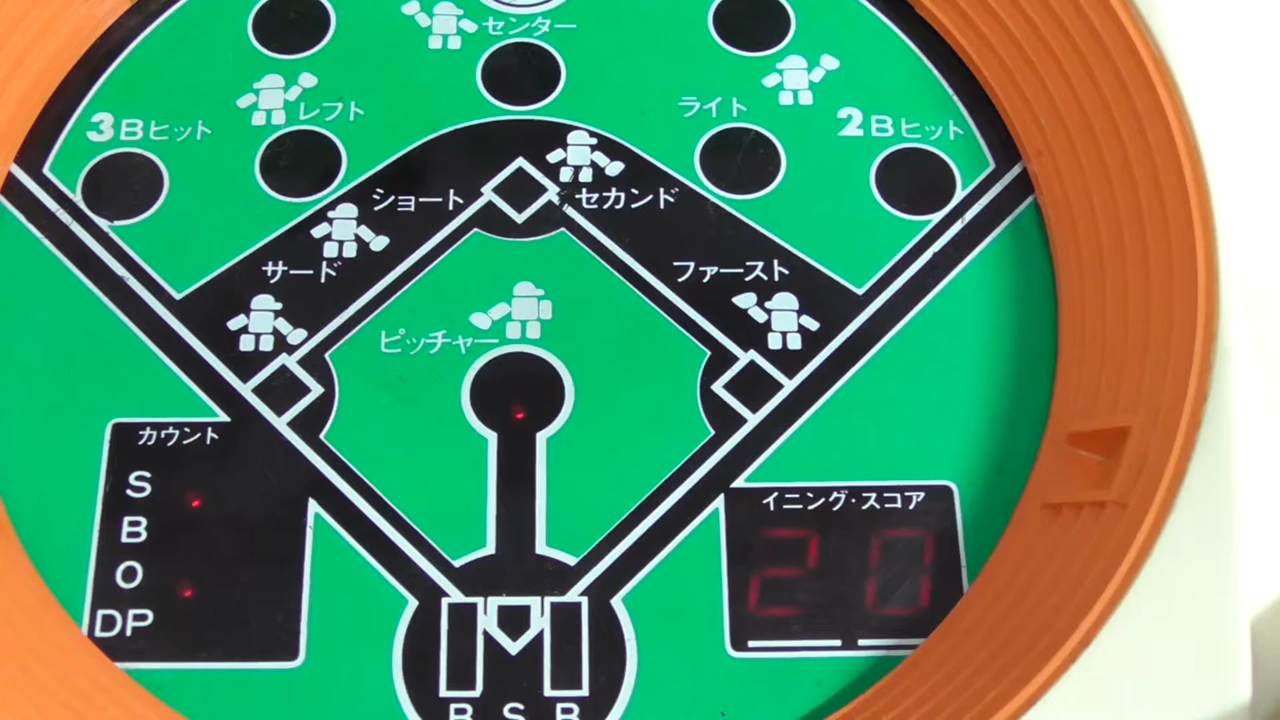 センター
レフト
ライト
3Bヒット
2Bヒット
ショート
セカンド
サード
ファースト
ピッチャー
カウント
S
B
O
DP
イニング・スコア
20
B S B